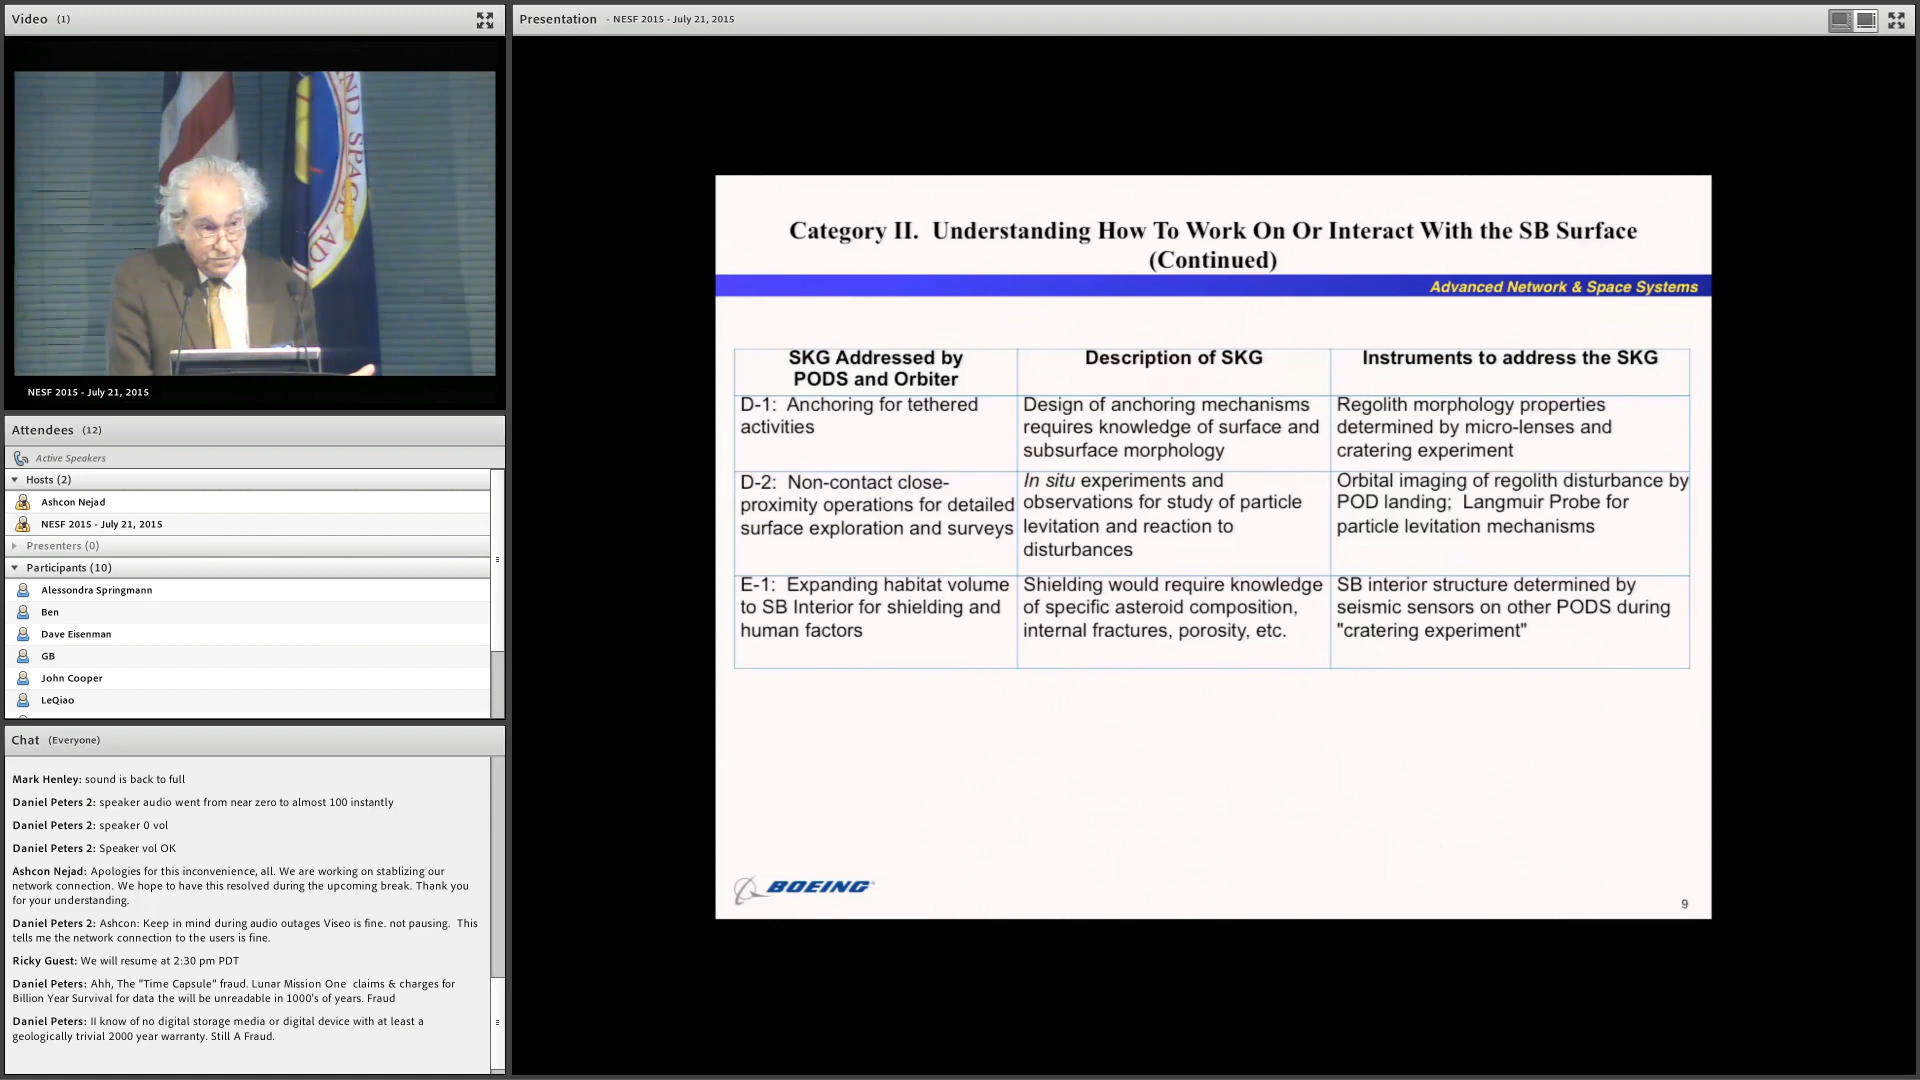 Video (1)
AND SPACE AD
NESF 2015 - July 21, 2015
Attendees (12)
Active Speakers
Hosts (2)
Ashcon Nejad
NESF 2015 - July 21, 2015
Presenters (0)
Participants (10)
Alessondra Springmann
Ben
Dave Eisenman
GB
John Cooper
LeQiao
Chat (Everyone)
Mark Henley: sound is back to full
Daniel Peters 2: speaker audio went from near zero to almost 100 instantly
Daniel Peters 2: speaker 0 vol
Daniel Peters 2: Speaker vol OK
Ashcon Nejad: Apologies for this inconvenience, all. We are working on stablizing our
network connection. We hope to have this resolved during the upcoming break. Thank you
for your understanding.
Daniel Peters 2: Ashcon: Keep in mind during audio outages Viseo is fine. not pausing.  This
tells me the network connection to the users is fine.
Ricky Guest: We will resume at 2:30 pm PDT
Daniel Peters: Ahh, The "Time Capsule" fraud. Lunar Mission One  claims & charges for
Billion Year Survival for data the will be unreadable in 1000's of years. Fraud
Daniel Peters: II know of no digital storage media or digital device with at least a
geologically trivial 2000 year warranty. Still A Fraud.
Presentation - NESF 2015 - July 21, 2015
Category II.  Understanding How To Work On Or Interact With the SB Surface
(Continued)
Advanced Network & Space Systems
SKG Addressed by
PODS and Orbiter
Description of SKG
Instruments to address the SKG
D-1:  Anchoring for tethered
activities
Design of anchoring mechanisms
requires knowledge of surface and
subsurface morphology
Regolith morphology properties
determined by micro-lenses and
cratering experiment
D-2:  Non-contact close-
proximity operations for detailed
surface exploration and surveys
In situ experiments and
observations for study of particle
levitation and reaction to
disturbances
Orbital imaging of regolith disturbance by
POD landing;  Langmuir Probe for
particle levitation mechanisms
E-1:  Expanding habitat volume
to SB Interior for shielding and
human factors
Shielding would require knowledge
of specific asteroid composition,
internal fractures, porosity, etc.
SB interior structure determined by
seismic sensors on other PODS during
"cratering experiment"
BOEING
9